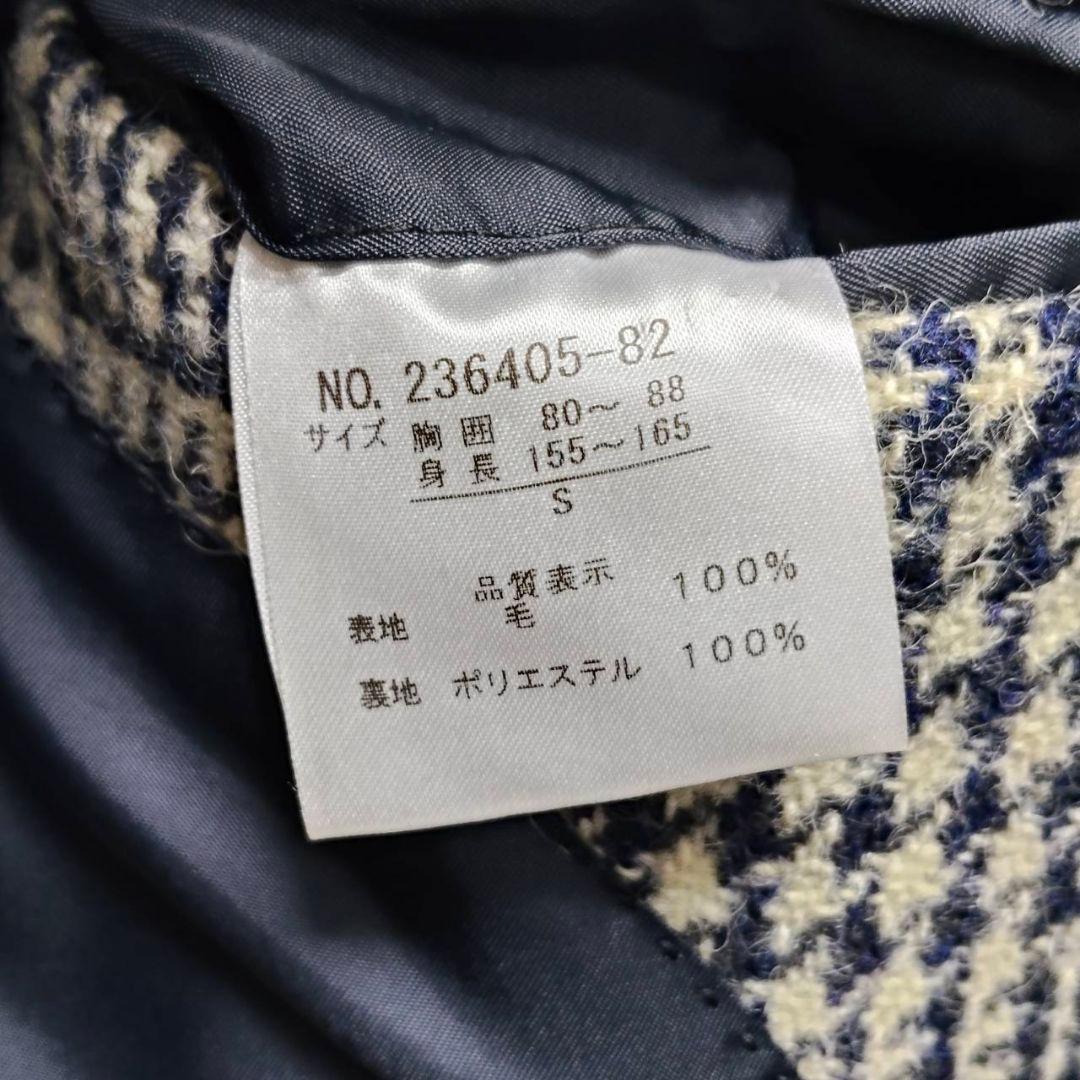 NO. 236405-82
サイズ 胸囲 80～ 88
身長 155～165
S
品質表示
表地 毛 100%
裏地 ポリエステル 100%